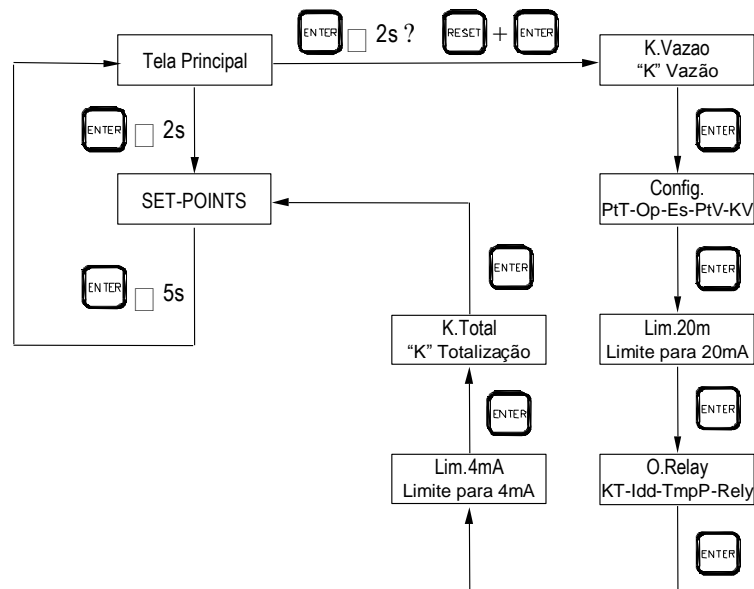 ENTER 2s ? RESET + ENTER
Tela Principal
K.Vazao
“K” Vazão
ENTER 2s
ENTER
SET-POINTS
Config.
PtT-Op-Es-PtV-KV
ENTER
ENTER
ENTER 5s
K.Total
“K” Totalização
Lim.20m
Limite para 20mA
ENTER
ENTER
Lim.4mA
Limite para 4mA
O.Relay
KT-Idd-TmpP-Rely
ENTER